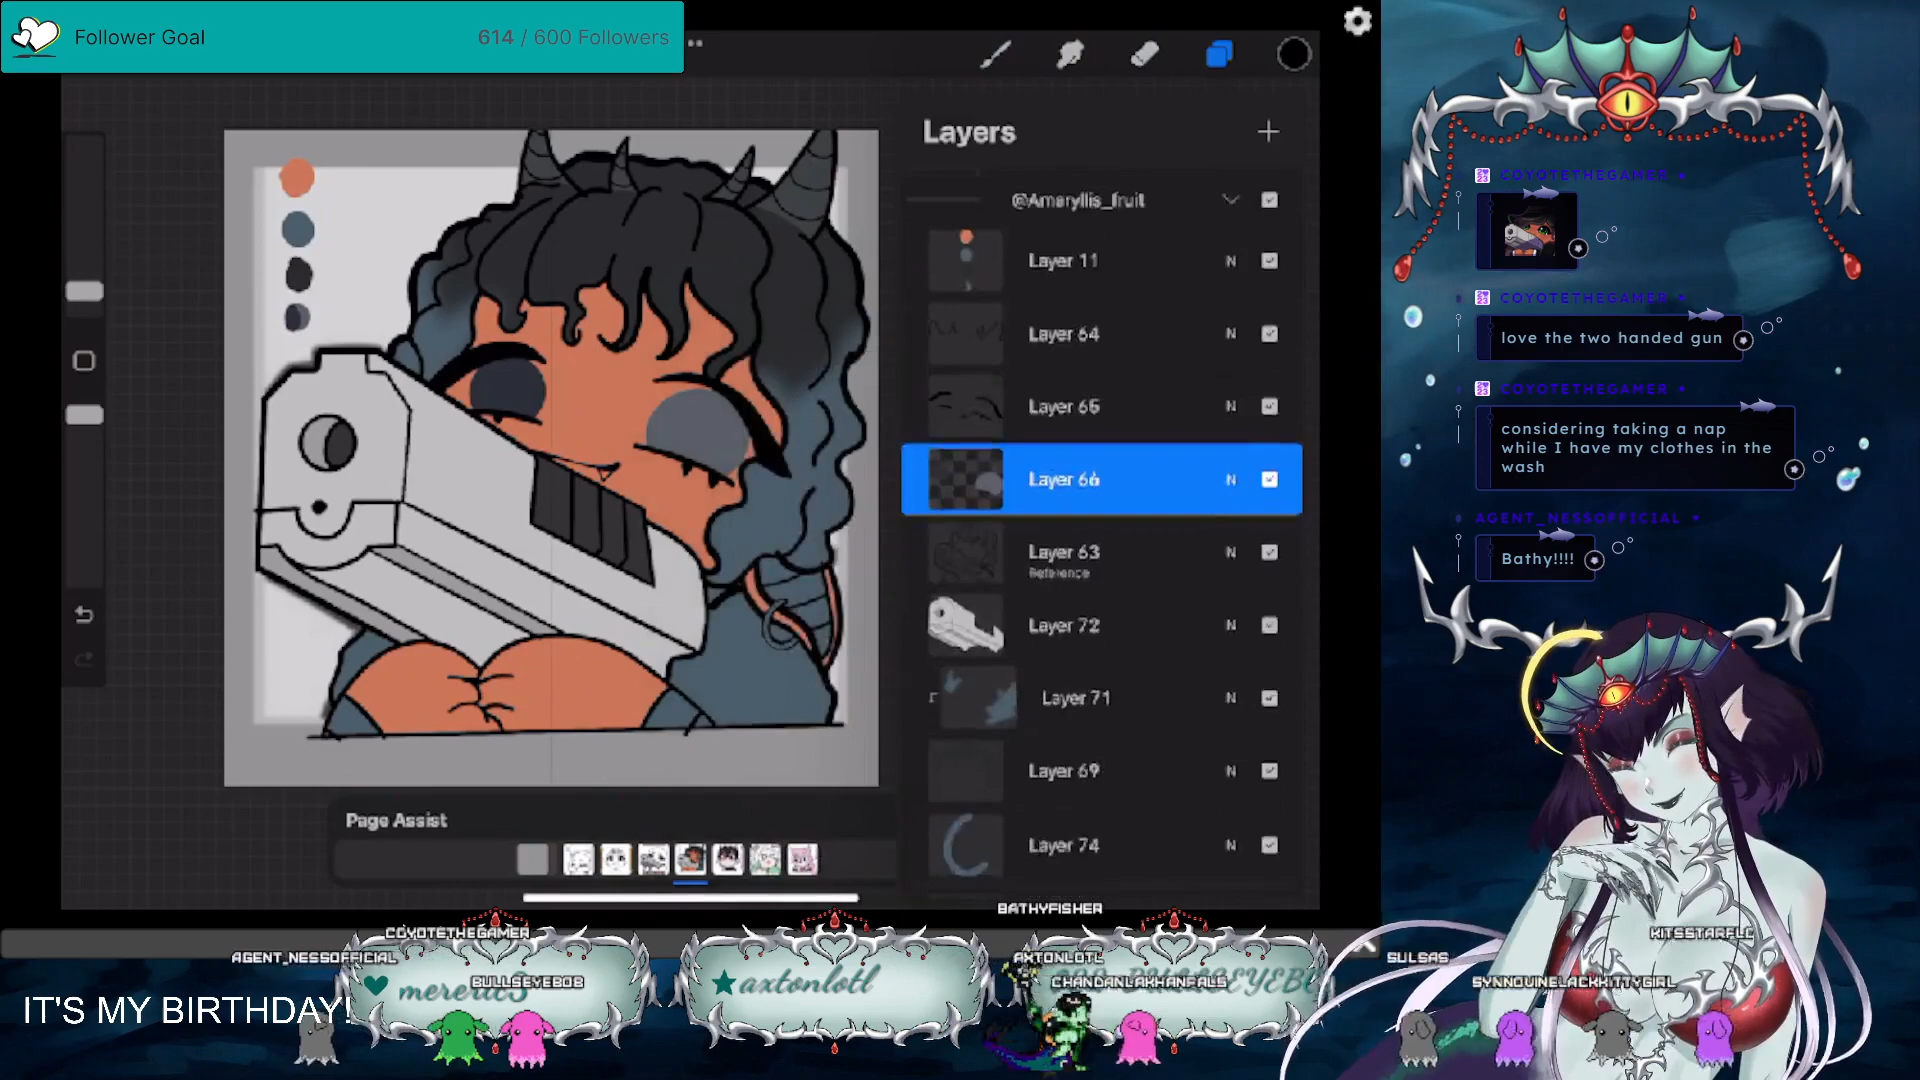 Follower Goal
614 / 600 Followers
Layers
@Amaryllis_fruit
Layer 11
N
Layer 64
N
Layer 65
N
Layer 66
N
Layer 63
N
Reference
Layer 72
N
Layer 71
N
Layer 69
N
Layer 74
N
Page Assist
COYOTETHEGAMER
COYOTETHEGAMER
love the two handed gun
COYOTETHEGAMER
considering taking a nap
while I have my clothes in the
wash
AGENT_NESSOFFICIAL
Bathy!!!!
BATHYFISHER
COYOTETHEGAMER
KITSSTARFLC
AGENT_NESSOFFICIAL
AXTONLOTL
SULSAS
BULLSEYEBOB
axtonlotl
CHANDANLAKHANPALS
IT'S MY BIRTHDAY!